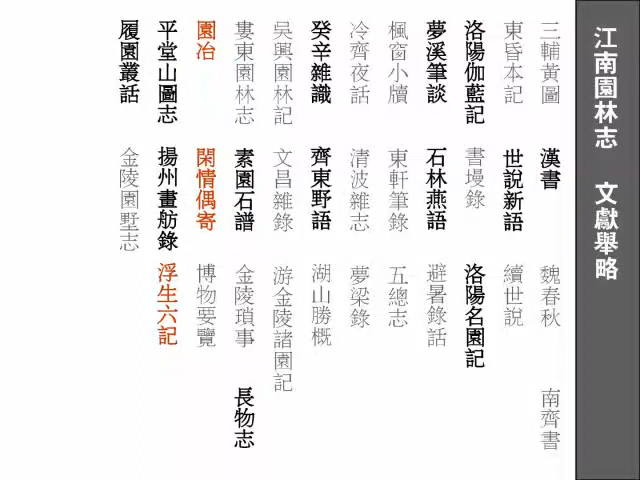 江南園林志 文獻舉略
三輔黃圖 漢書 魏春秋 南齊書
東昏本記 世說新語 續世說
洛陽伽藍記 書墁錄 洛陽名園記
夢溪筆談 石林燕語 避暑錄話
楓窗小牘 東軒筆錄 五總志
冷齊夜話 清波雜志 夢梁錄
癸辛雜識 齊東野語 湖山勝概
吳興園林記 文昌雜錄 游金陵諸園記
婁東園林志 素園石譜 金陵瑣事 長物志
園冶 閑情偶寄 博物要覽
平堂山圖志 揚州畫舫錄 浮生六記
履園叢話 金陵園墅志